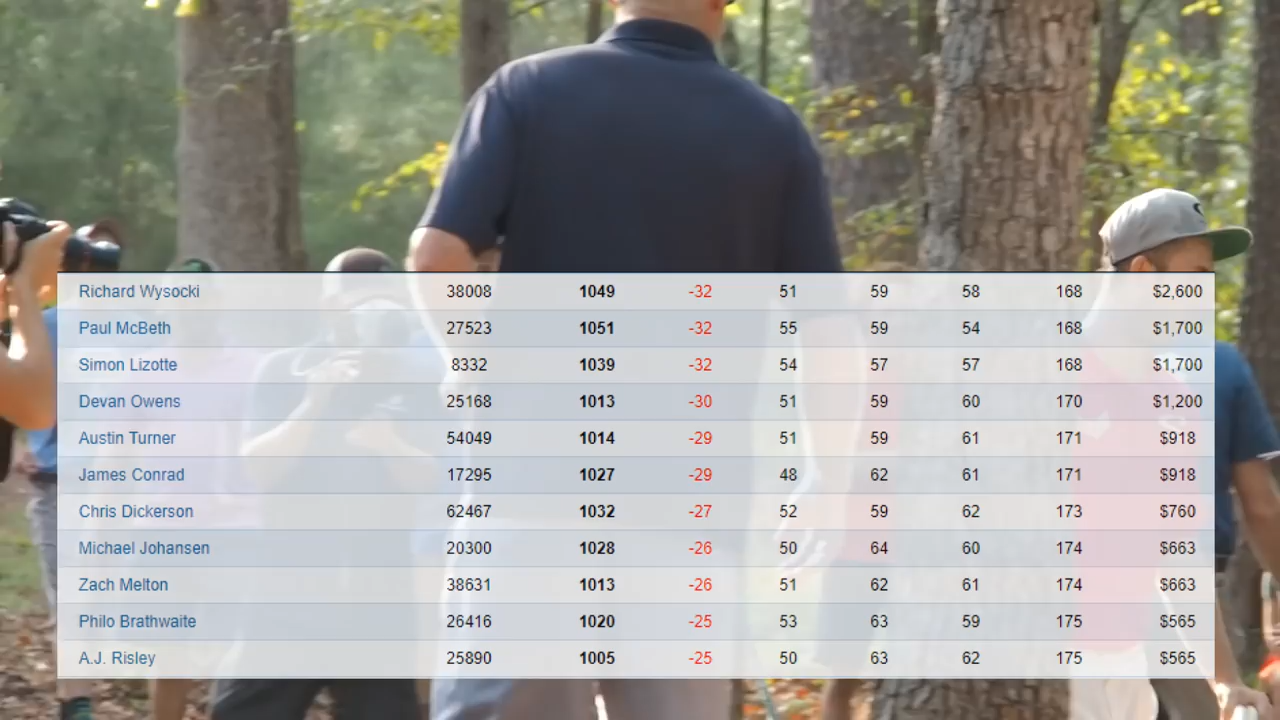 Richard Wysocki 38008 1049 -32 51 59 58 168 $2,600
Paul McBeth 27523 1051 -32 55 59 54 168 $1,700
Simon Lizotte 8332 1039 -32 54 57 57 168 $1,700
Devan Owens 25168 1013 -30 51 59 60 170 $1,200
Austin Turner 54049 1014 -29 51 59 61 171 $918
James Conrad 17295 1027 -29 48 62 61 171 $918
Chris Dickerson 62467 1032 -27 52 59 62 173 $760
Michael Johansen 20300 1028 -26 50 64 60 174 $663
Zach Melton 38631 1013 -26 51 62 61 174 $663
Philo Brathwaite 26416 1020 -25 53 63 59 175 $565
A.J. Risley 25890 1005 -25 50 63 62 175 $565